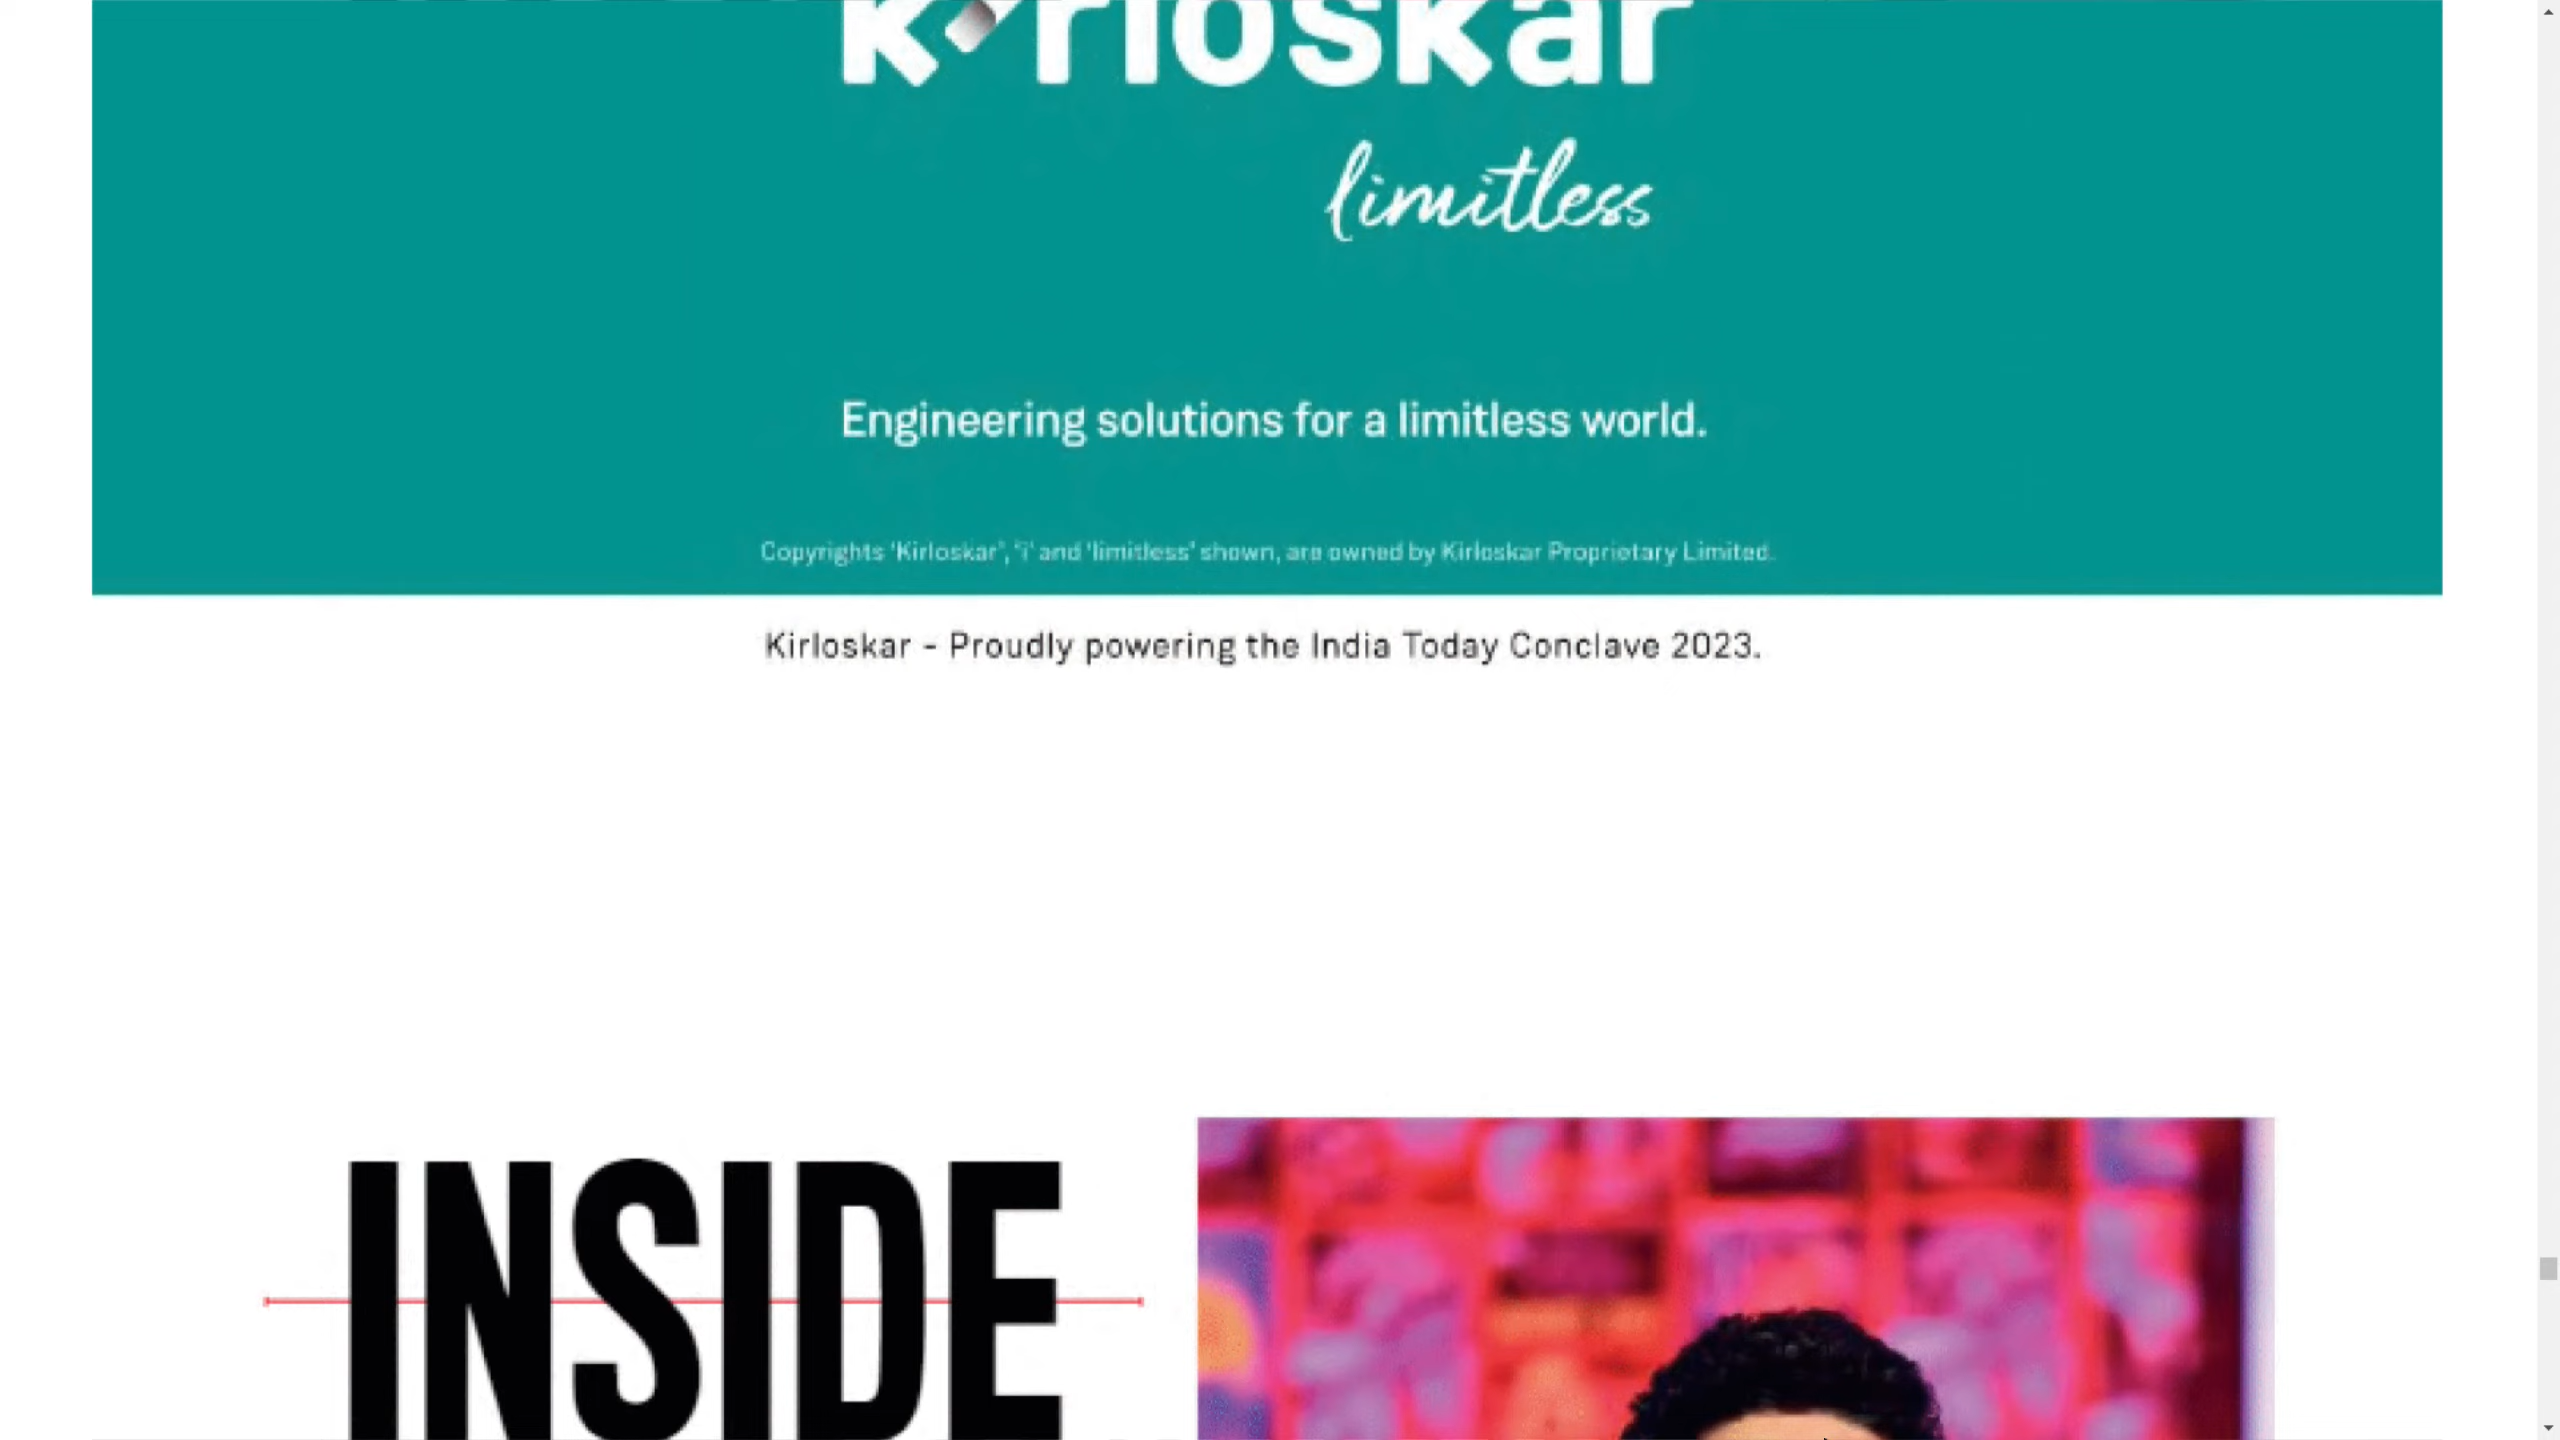 kirloskar
limitless
Engineering solutions for a limitless world.
Copyrights 'Kirloskar', 'i' and 'limitless' shown, are owned by Kirloskar Proprietary Limited.
Kirloskar - Proudly powering the India Today Conclave 2023.
INSIDE